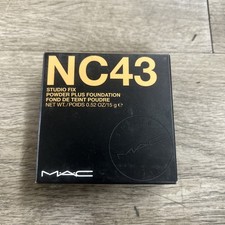 NC43
STUDIO FIX
POWDER PLUS FOUNDATION
FOND DE TEINT POUDRE
NET WT./POIDS 0.52 OZ/15 g ℮
MAC